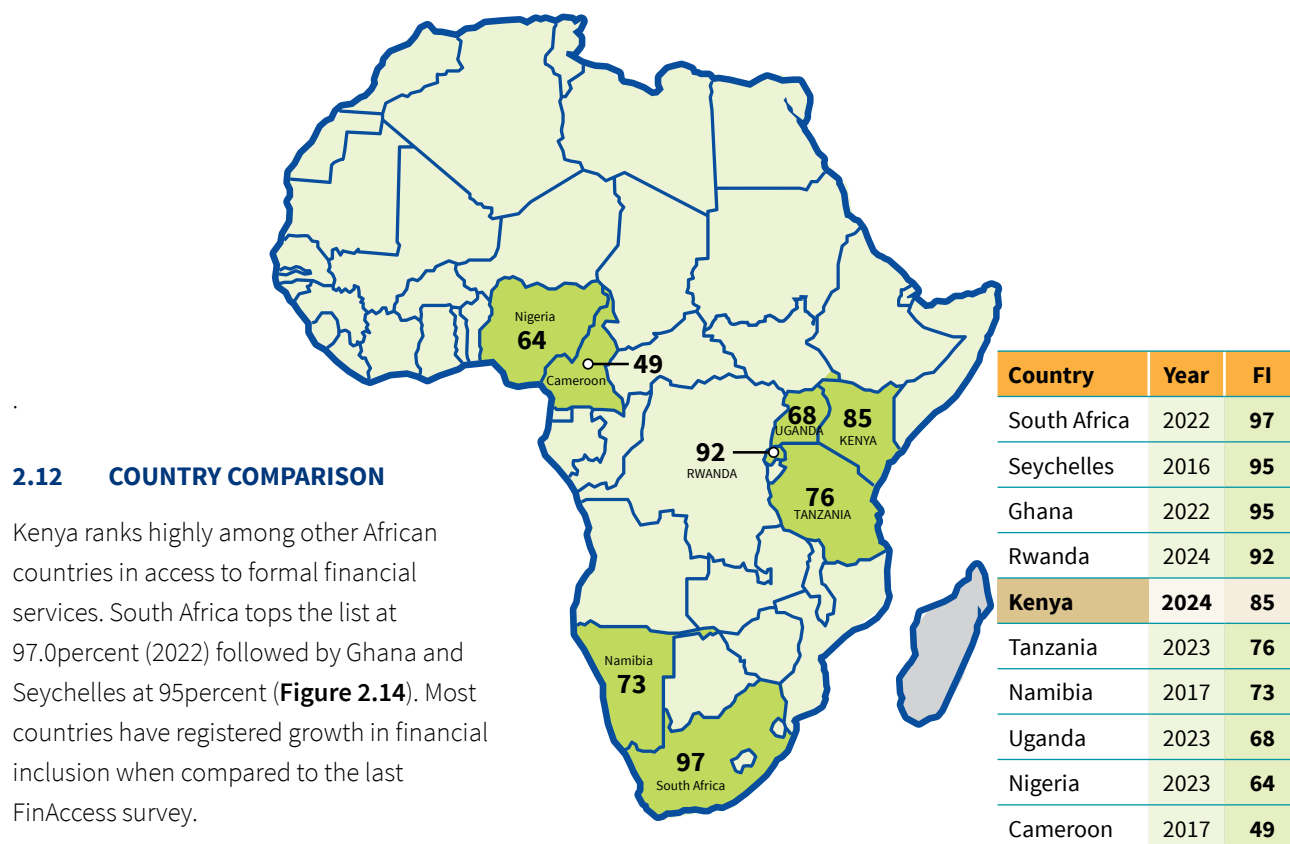 Nigeria
64
49
Cameroon
68
UGANDA
85
KENYA
92
RWANDA
76
TANZANIA
Namibia
73
97
South Africa
.
2.12 COUNTRY COMPARISON
Kenya ranks highly among other African
countries in access to formal financial
services. South Africa tops the list at
97.0percent (2022) followed by Ghana and
Seychelles at 95percent (Figure 2.14). Most
countries have registered growth in financial
inclusion when compared to the last
FinAccess survey.
Country Year FI
South Africa 2022 97
Seychelles 2016 95
Ghana 2022 95
Rwanda 2024 92
Kenya 2024 85
Tanzania 2023 76
Namibia 2017 73
Uganda 2023 68
Nigeria 2023 64
Cameroon 2017 49